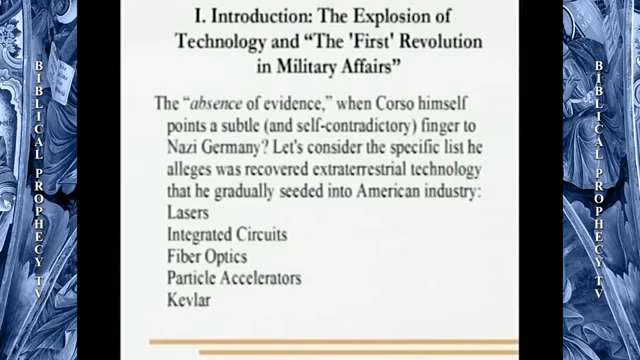 I. Introduction: The Explosion of
Technology and “The 'First' Revolution
in Military Affairs”
The “absence of evidence,” when Corso himself
points a subtle (and self-contradictory) finger to
Nazi Germany? Let's consider the specific list he
alleges was recovered extraterrestrial technology
that he gradually seeded into American industry:
Lasers
Integrated Circuits
Fiber Optics
Particle Accelerators
Kevlar
BIBLICAL PROPHECY TV
BIBLICAL PROPHECY TV